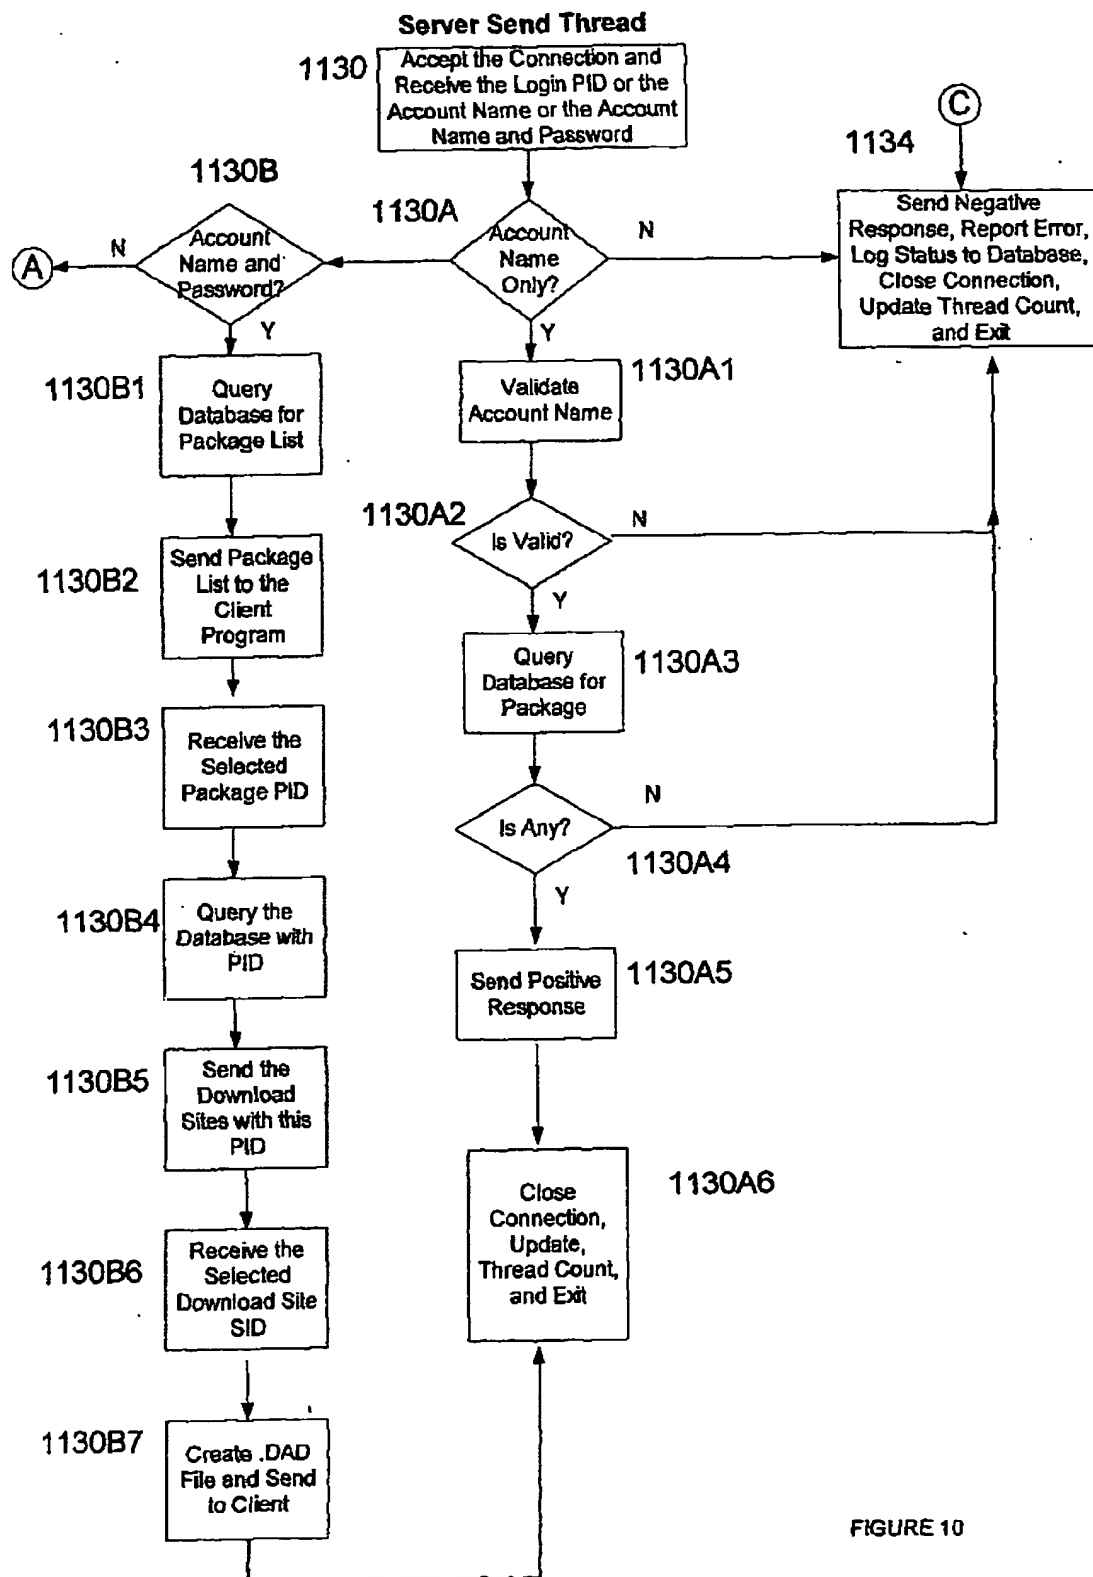 Server Send Thread
1130
Accept the Connection and
Receive the Login PID or the
Account Name or the Account
Name and Password
C
1134
Send Negative
Response, Report Error,
Log Status to Database,
Close Connection,
Update Thread Count,
and Exit
1130B
1130A
Account
Name
Only?
N
Y
Account
Name and
Password?
N
A
Y
1130B1
Query
Database for
Package List
1130A1
Validate
Account Name
1130A2
Is Valid?
N
Y
1130B2
Send Package
List to the
Client
Program
1130A3
Query
Database for
Package
1130B3
Receive the
Selected
Package PID
Is Any?
N
1130A4
Y
1130B4
Query the
Database with
PID
1130A5
Send Positive
Response
1130B5
Send the
Download
Sites with this
PID
1130A6
Close
Connection,
Update,
Thread Count,
and Exit
1130B6
Receive the
Selected
Download Site
SID
1130B7
Create .DAD
File and Send
to Client
FIGURE 10